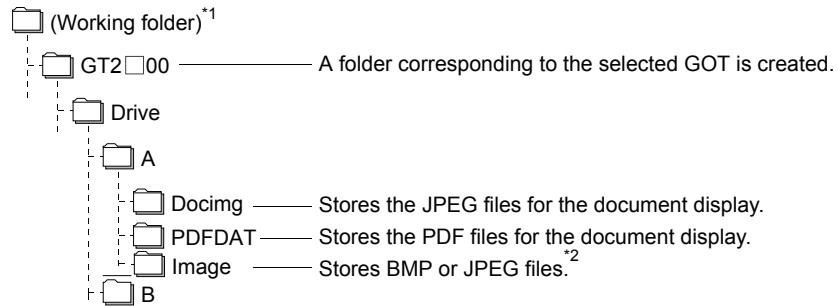 (Working folder)*1
GT2□00 A folder corresponding to the selected GOT is created.
Drive
A
Docimg Stores the JPEG files for the document display.
PDFDAT Stores the PDF files for the document display.
Image Stores BMP or JPEG files.*2
B